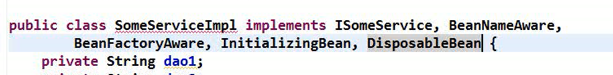 public class SomeServiceImpl implements ISomeService, BeanNameAware,
BeanFactoryAware, InitializingBean, DisposableBean {
private String dao1;